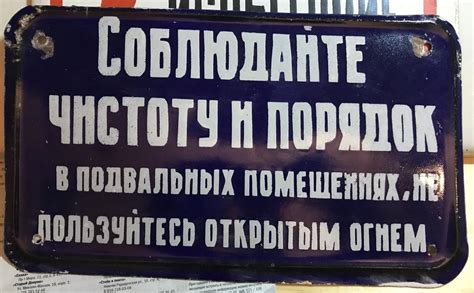 Соблюдайте
чистоту и порядок
в подвальных помещениях, не
пользуйтесь открытым огнем